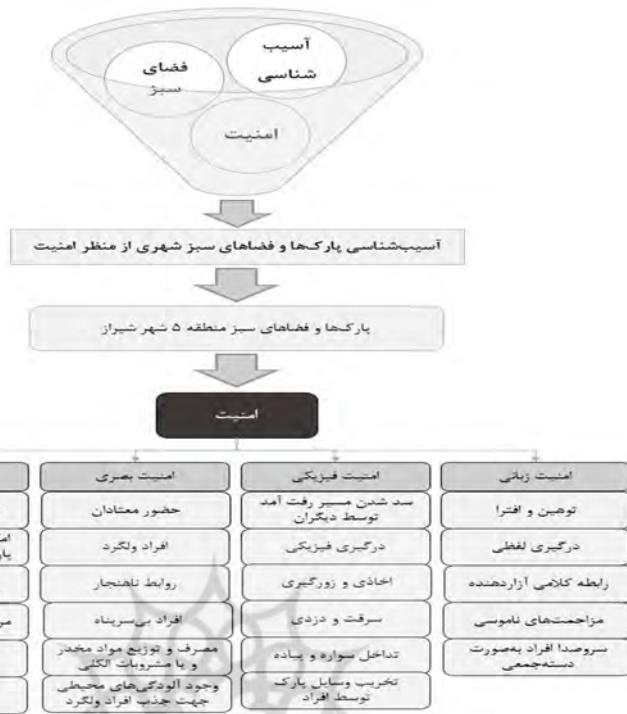 آسیب
شناسی
فضای
سبز
امنیت
آسیب‌شناسی پارک‌ها و فضاهای سبز شهری از منظر امنیت
پارک‌ها و فضاهای سبز منطقه ۵ شهر شیراز
امنیت
امنیت زبانی
توهین و افترا
درگیری لفظی
رابطه کلامی آزاردهنده
مزاحمت‌های ناموسی
سروصدا افراد به‌صورت
دسته‌جمعی
امنیت فیزیکی
سد شدن مسیر رفت آمد
توسط دیگران
درگیری فیزیکی
اخاذی و زورگیری
سرقت و دزدی
تداخل سواره و پیاده
تخریب وسایل پارک
توسط افراد
امنیت بصری
حضور معتادان
افراد ولگرد
روابط ناهنجار
افراد بی‌سرپناه
مصرف و توزیع مواد مخدر
و یا مشروبات الکلی
وجود آلودگی‌های محیطی
جهت جذب افراد ولگرد